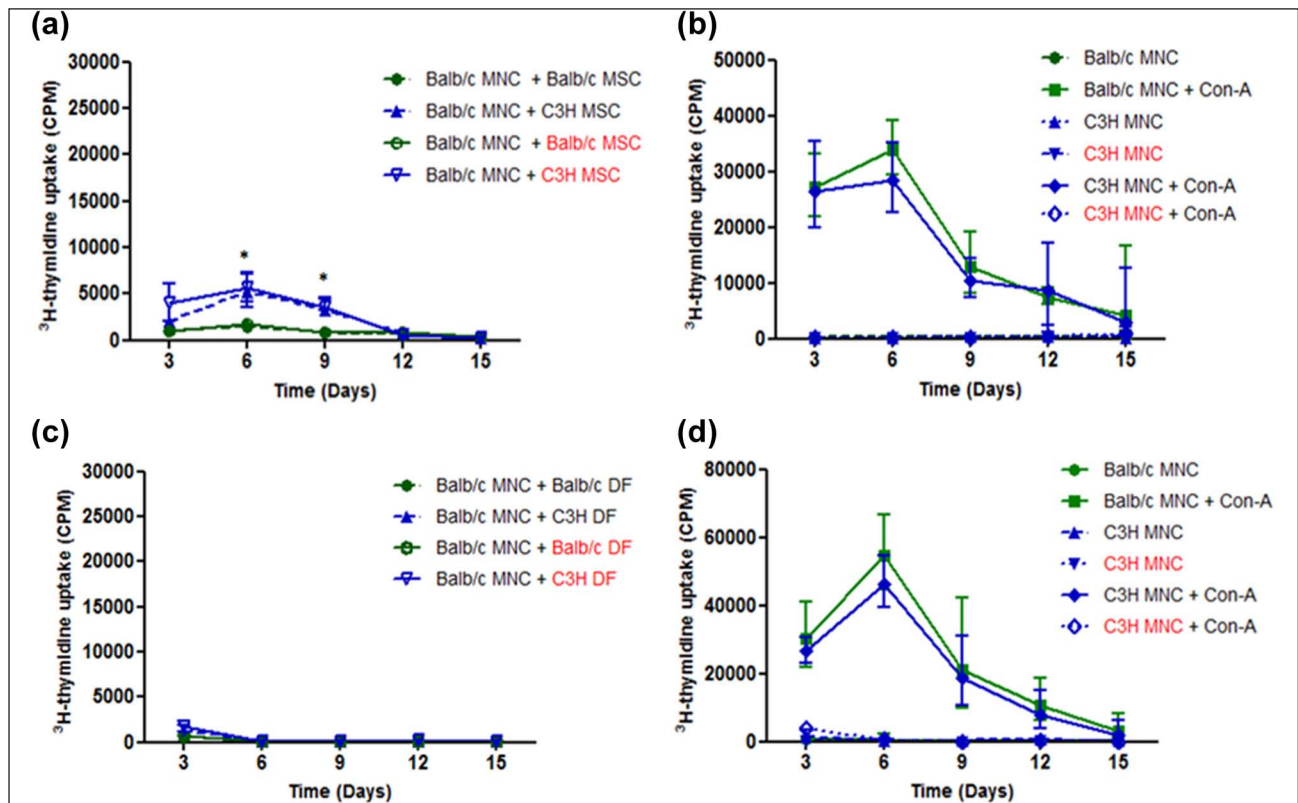 (a)
³H-thymidine uptake (CPM)
30000
25000
20000
15000
10000
5000
0
* *
3 6 9 12 15
Time (Days)
Balb/c MNC + Balb/c MSC
Balb/c MNC + C3H MSC
Balb/c MNC + Balb/c MSC
Balb/c MNC + C3H MSC
(b)
³H-thymidine uptake (CPM)
50000
40000
30000
20000
10000
0
3 6 9 12 15
Time (Days)
Balb/c MNC
Balb/c MNC + Con-A
C3H MNC
C3H MNC
C3H MNC + Con-A
C3H MNC + Con-A
(c)
³H-thymidine uptake (CPM)
30000
25000
20000
15000
10000
5000
0
3 6 9 12 15
Time (Days)
Balb/c MNC + Balb/c DF
Balb/c MNC + C3H DF
Balb/c MNC + Balb/c DF
Balb/c MNC + C3H DF
(d)
³H-thymidine uptake (CPM)
80000
60000
40000
20000
0
3 6 9 12 15
Time (Days)
Balb/c MNC
Balb/c MNC + Con-A
C3H MNC
C3H MNC
C3H MNC + Con-A
C3H MNC + Con-A